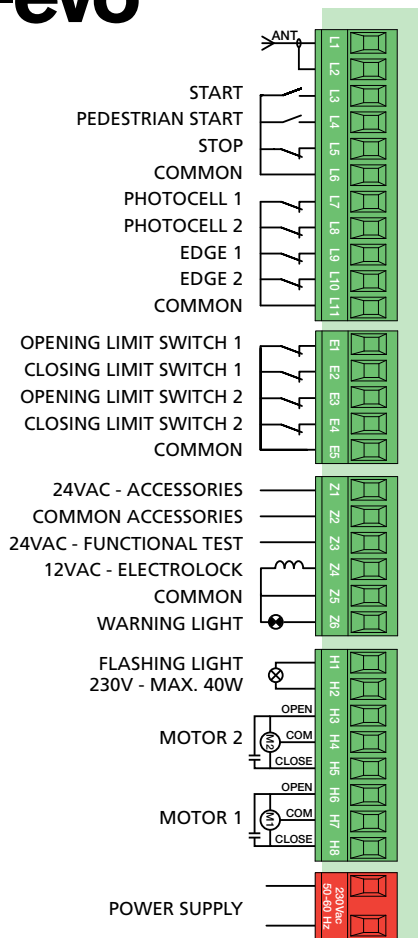 -evo
ANT. L1
L2
START L3
PEDESTRIAN START L4
STOP L5
COMMON L6
PHOTOCELL 1 L7
PHOTOCELL 2 L8
EDGE 1 L9
EDGE 2 L10
COMMON L11
OPENING LIMIT SWITCH 1 E1
CLOSING LIMIT SWITCH 1 E2
OPENING LIMIT SWITCH 2 E3
CLOSING LIMIT SWITCH 2 E4
COMMON E5
24VAC - ACCESSORIES Z1
COMMON ACCESSORIES Z2
24VAC - FUNCTIONAL TEST Z3
12VAC - ELECTROLOCK Z4
COMMON Z5
WARNING LIGHT Z6
FLASHING LIGHT H1
230V - MAX. 40W H2
OPEN H3
MOTOR 2 M2 COM H4
CLOSE H5
OPEN H6
MOTOR 1 M1 COM H7
CLOSE H8
POWER SUPPLY
230Vac
50-60 Hz